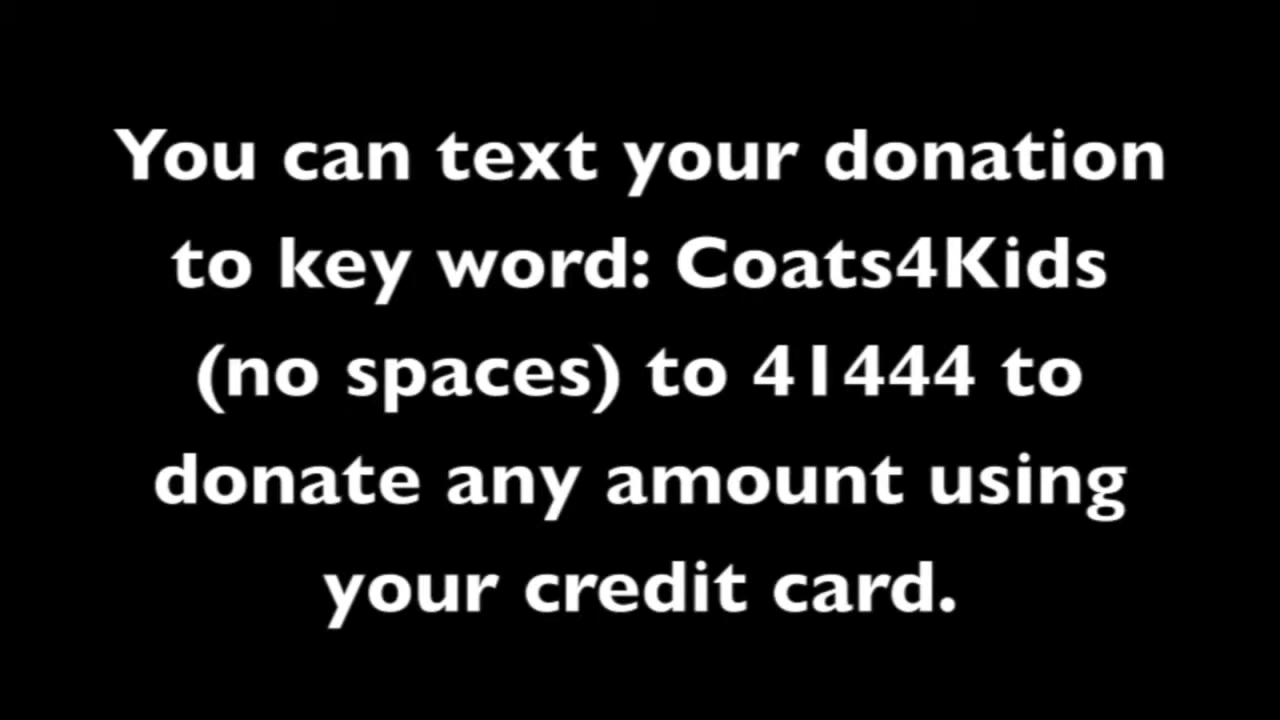 You can text your donation
to key word: Coats4Kids
(no spaces) to 41444 to
donate any amount using
your credit card.